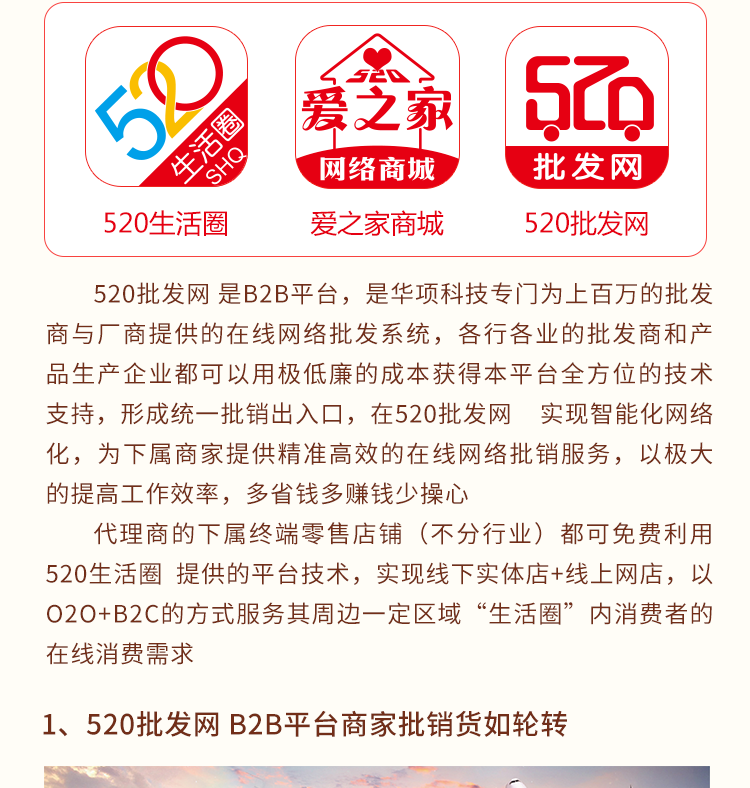 520
生活圈
SHQ
520
爱之家
网络商城
520
批发网
520生活圈
爱之家商城
520批发网
520批发网 是B2B平台，是华项科技专门为上百万的批发
商与厂商提供的在线网络批发系统，各行各业的批发商和产
品生产企业都可以用极低廉的成本获得本平台全方位的技术
支持，形成统一批销出入口，在520批发网 实现智能化网络
化，为下属商家提供精准高效的在线网络批销服务，以极大
的提高工作效率，多省钱多赚钱少操心
代理商的下属终端零售店铺（不分行业）都可免费利用
520生活圈 提供的平台技术，实现线下实体店+线上网店，以
O2O+B2C的方式服务其周边一定区域“生活圈”内消费者的
在线消费需求
1、520批发网 B2B平台商家批销货如轮转